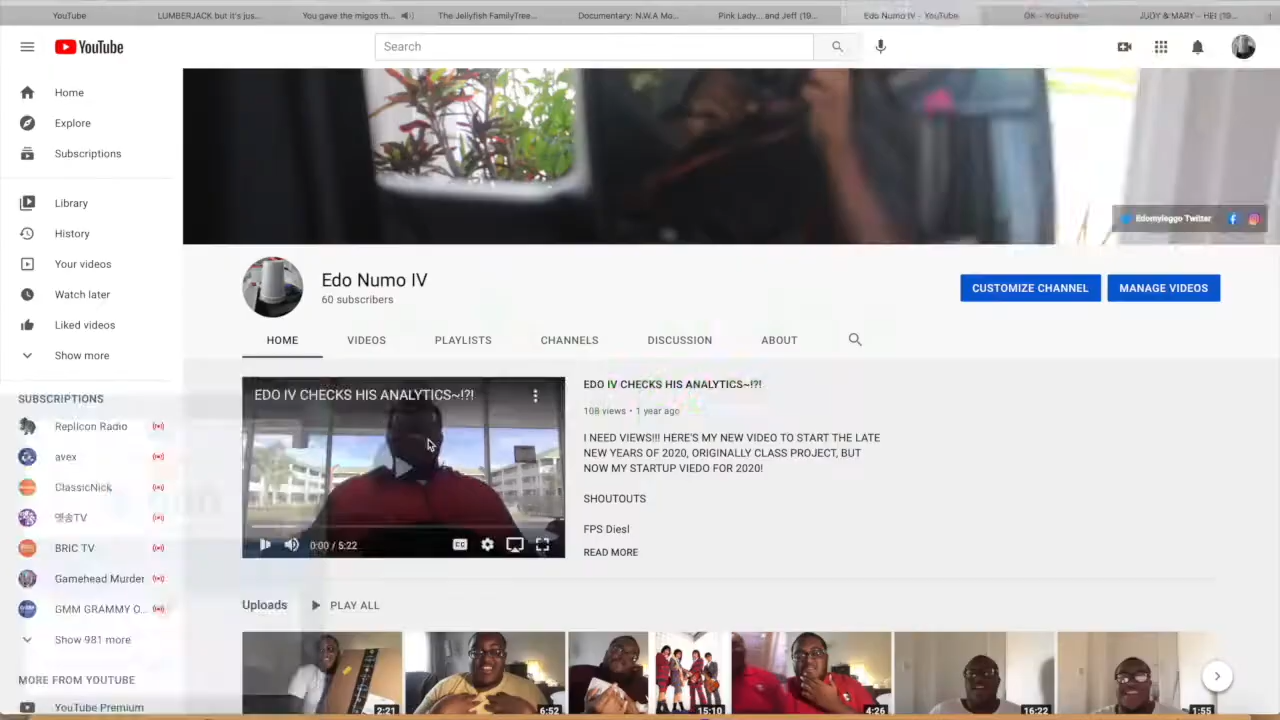 YouTube
LUMBERJACK but it's jus...
You gave the migos th...
The Jellyfish FamilyTree...
Documentary: N.W.A Mo...
Pink Lady... and Jeff (19...
Edo Numo IV - YouTube
OK - YouTube
JUDY & MARY – HEI (19...
YouTube
Search
Home
Explore
Subscriptions
Library
History
Your videos
Watch later
Liked videos
Show more
SUBSCRIPTIONS
Replicon Radio
avex
ClassicNick
BRIC TV
Gamehead Murder
GMM GRAMMY O...
Show 981 more
MORE FROM YOUTUBE
YouTube Premium
Edomyleggo Twitter
Edo Numo IV
60 subscribers
CUSTOMIZE CHANNEL
MANAGE VIDEOS
HOME
VIDEOS
PLAYLISTS
CHANNELS
DISCUSSION
ABOUT
EDO IV CHECKS HIS ANALYTICS~!?!
0:00 / 5:22
CC
EDO IV CHECKS HIS ANALYTICS~!?!
108 views • 1 year ago
I NEED VIEWS!!! HERE'S MY NEW VIDEO TO START THE LATE
NEW YEARS OF 2020, ORIGINALLY CLASS PROJECT, BUT
NOW MY STARTUP VIEDO FOR 2020!
SHOUTOUTS
FPS Diesl
READ MORE
Uploads
PLAY ALL
2:21
6:52
15:10
4:26
16:22
1:55